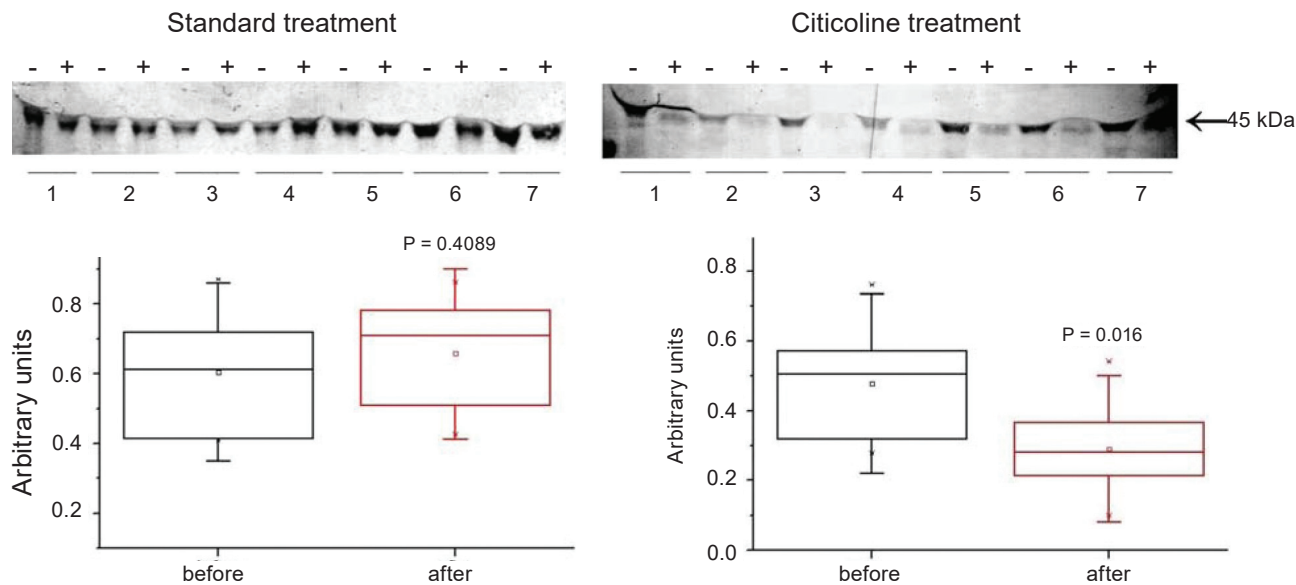 Standard treatment
- + - + - + - + - + - + - +
1 2 3 4 5 6 7
Citicoline treatment
- + - + - + - + - + - + - +
45 kDa
1 2 3 4 5 6 7
P = 0.4089
Arbitrary units
0.8
0.6
0.4
0.2
before after
P = 0.016
Arbitrary units
0.8
0.6
0.4
0.2
0.0
before after